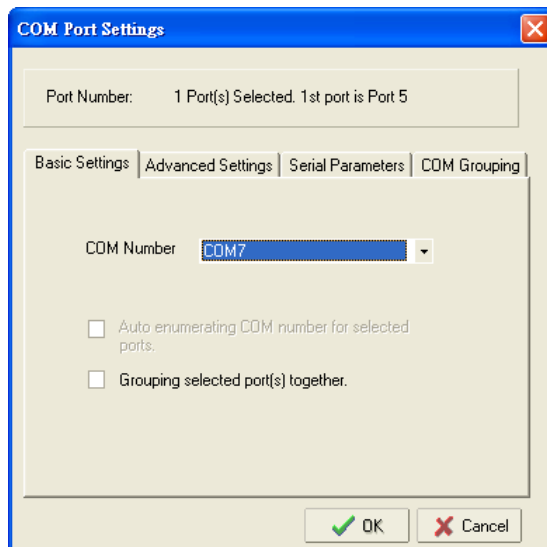 COM Port Settings
Port Number: 1 Port(s) Selected. 1st port is Port 5
Basic Settings Advanced Settings Serial Parameters COM Grouping
COM Number COM7
Auto enumerating COM number for selected
ports.
Grouping selected port(s) together.
OK Cancel